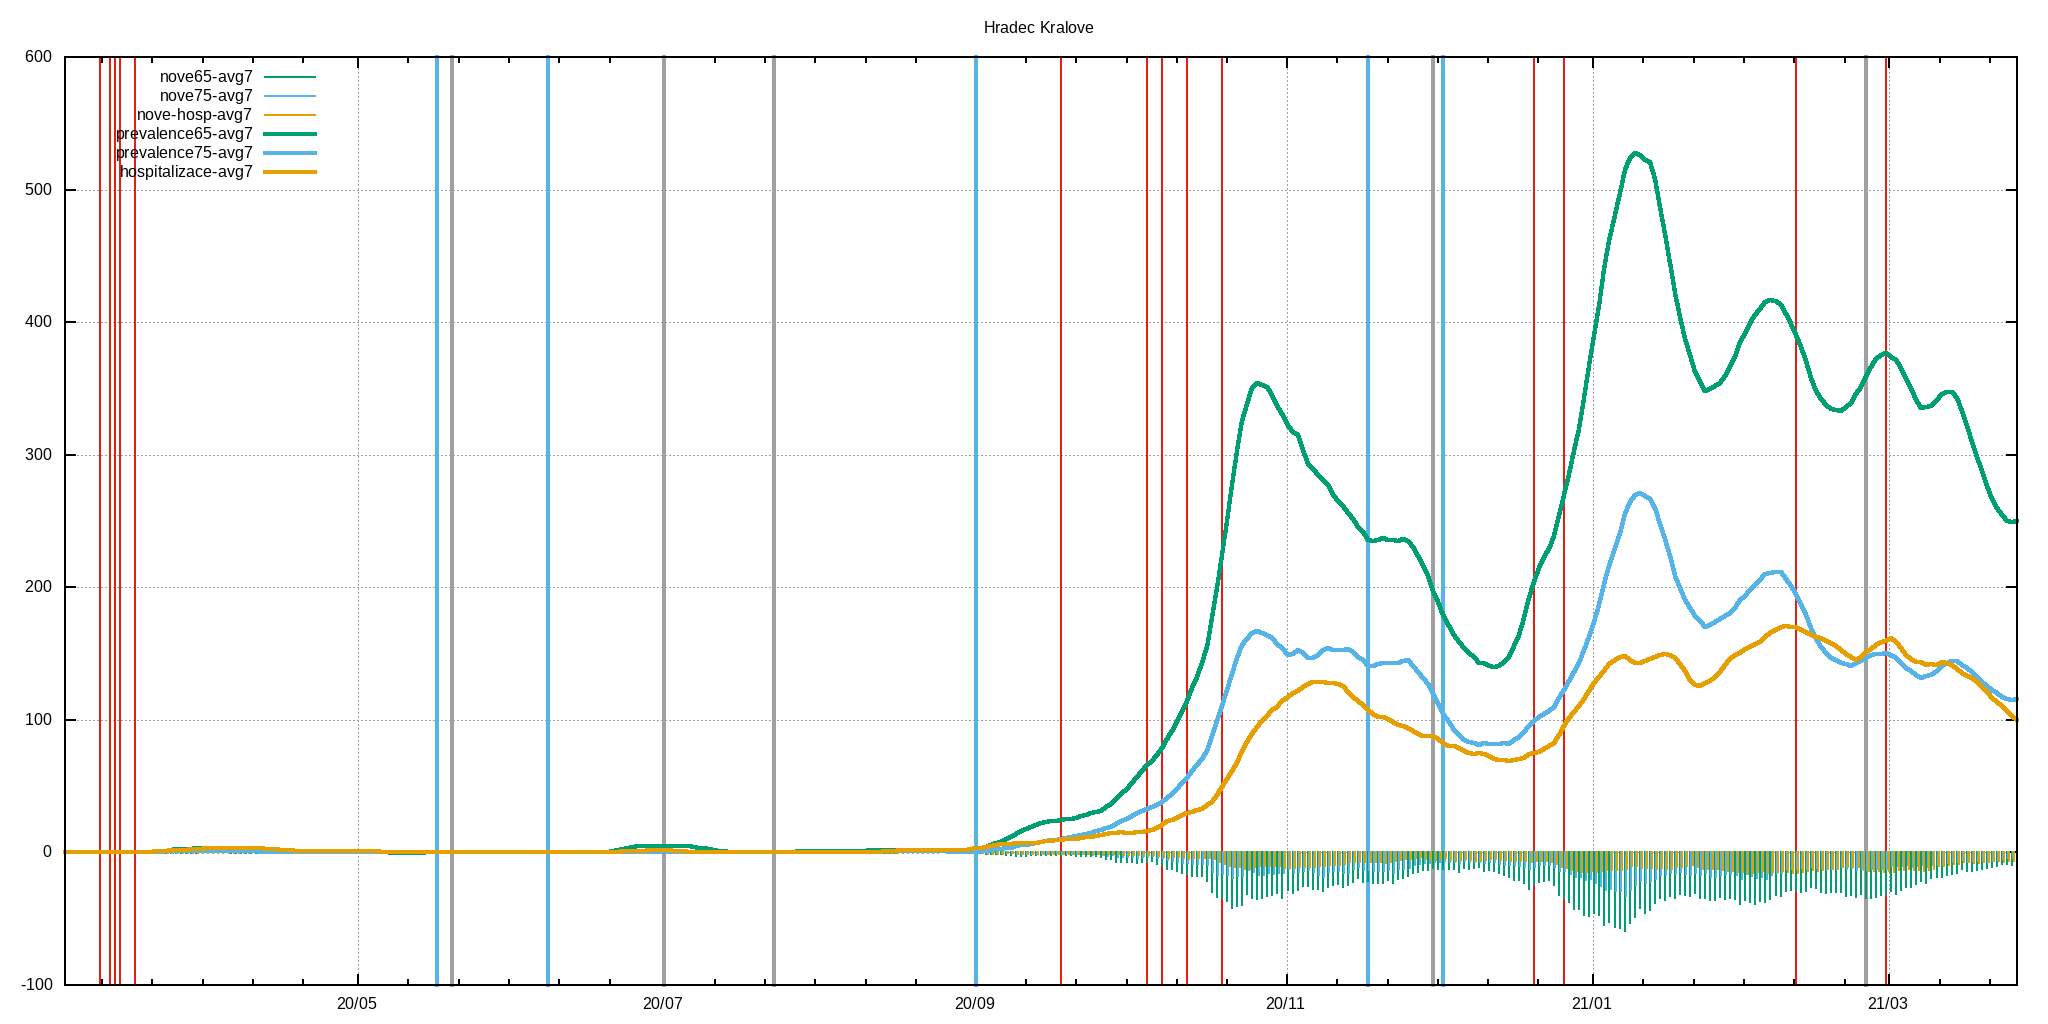 Hradec Kralove
600
500
400
300
200
100
0
-100
nove65-avg7
nove75-avg7
nove-hosp-avg7
prevalence65-avg7
prevalence75-avg7
hospitalizace-avg7
20/05
20/07
20/09
20/11
21/01
21/03